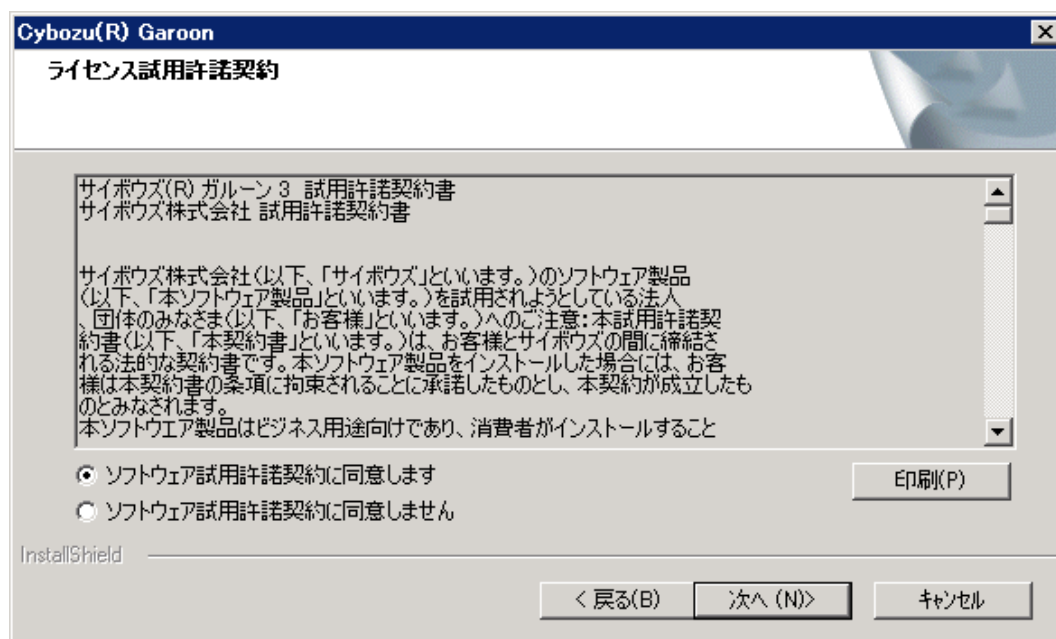 Cybozu(R) Garoon
ライセンス試用許諾契約
サイボウズ(R) ガルーン 3 試用許諾契約書
サイボウズ株式会社 試用許諾契約書
サイボウズ株式会社(以下、「サイボウズ」といいます。)のソフトウェア製品
(以下、「本ソフトウェア製品」といいます。)を試用されようとしている法人
、団体のみなさま(以下、「お客様」といいます。)へのご注意:本試用許諾契
約書(以下、「本契約書」といいます。)は、お客様とサイボウズの間に締結さ
れる法的な契約書です。本ソフトウェア製品をインストールした場合には、お客
様は本契約書の条項に拘束されることに承諾したものとし、本契約が成立したも
のとみなされます。
本ソフトウエア製品はビジネス用途向けであり、消費者がインストールすること
ソフトウェア試用許諾契約に同意します
印刷(P)
ソフトウェア試用許諾契約に同意しません
InstallShield
< 戻る(B)
次へ (N)>
キャンセル